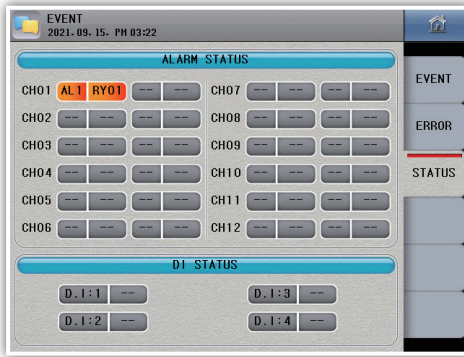 EVENT
2021.09.15. PM 03:22
ALARM STATUS
CH01 AL1 RY01 -- -- CH07 -- -- -- --
CH02 -- -- -- -- CH08 -- -- -- --
CH03 -- -- -- -- CH09 -- -- -- --
CH04 -- -- -- -- CH10 -- -- -- --
CH05 -- -- -- -- CH11 -- -- -- --
CH06 -- -- -- -- CH12 -- -- -- --
DI STATUS
D.I:1 -- D.I:3 --
D.I:2 -- D.I:4 --
EVENT
ERROR
STATUS